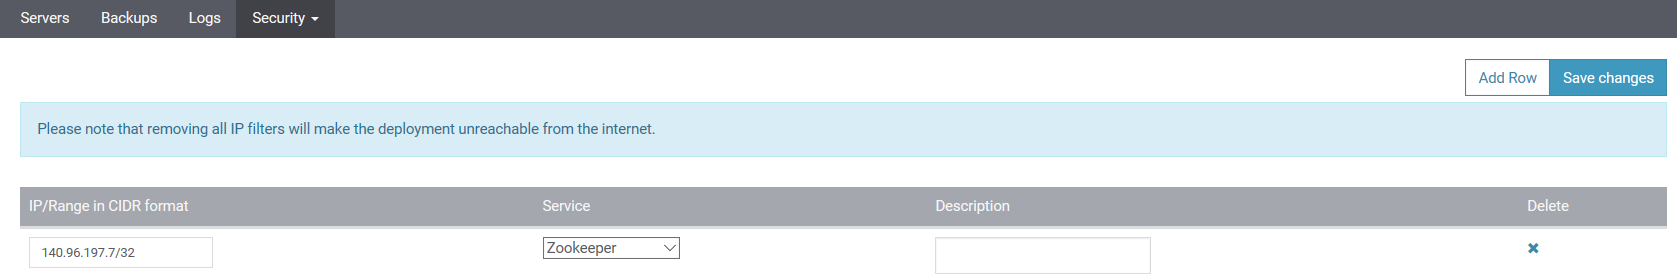 Servers Backups Logs Security
Add Row Save changes
Please note that removing all IP filters will make the deployment unreachable from the internet.
IP/Range in CIDR format Service Description Delete
140.96.197.7/32 Zookeeper